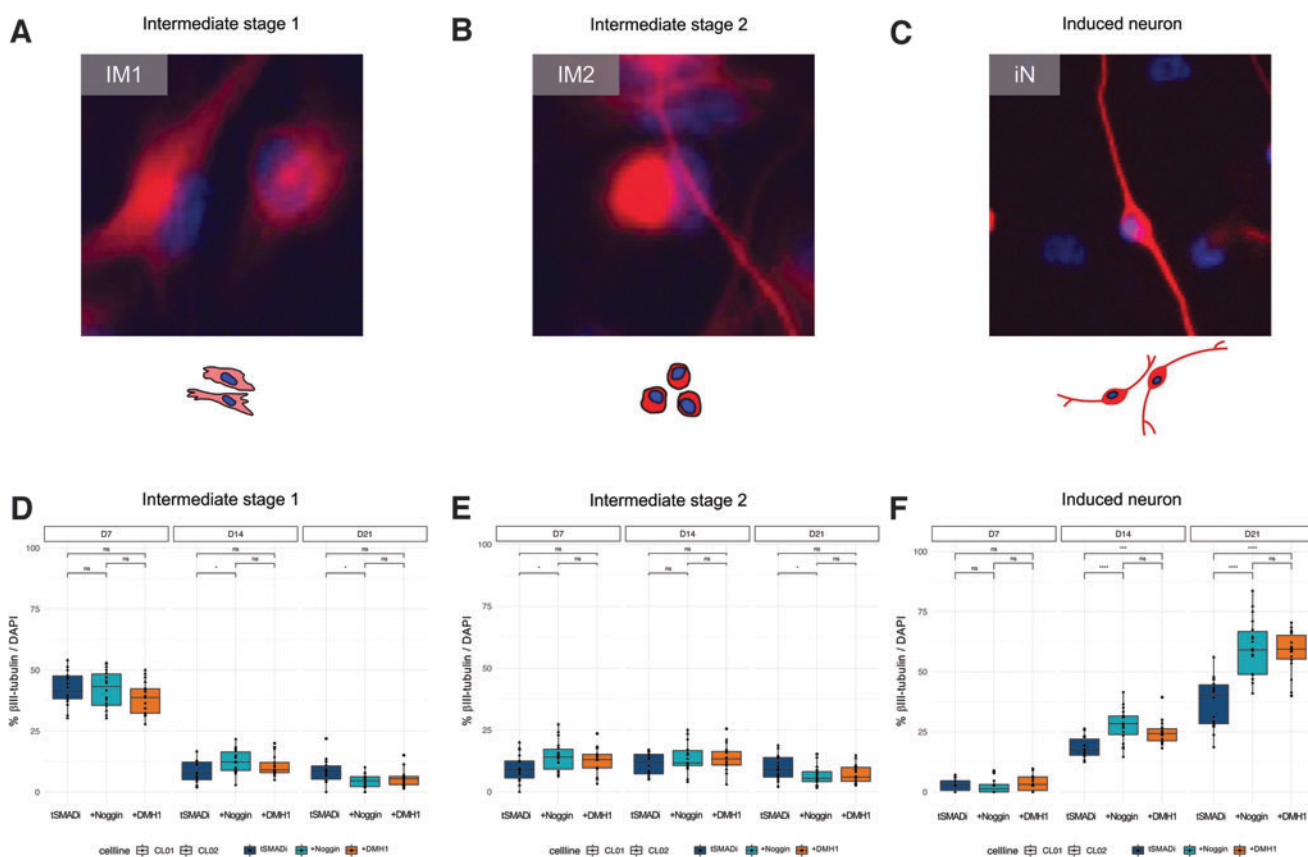 A Intermediate stage 1
IM1
B Intermediate stage 2
IM2
C Induced neuron
iN
D Intermediate stage 1
D7 D14 D21
ns ns ns
ns ns * ns * ns
100
75
50
25
0
% βIII-tubulin / DAPI
tSMADi +Noggin +DMH1 tSMADi +Noggin +DMH1 tSMADi +Noggin +DMH1
cellline CL01 CL02 tSMADi +Noggin +DMH1
E Intermediate stage 2
D7 D14 D21
ns ns ns
* ns ns ns * ns
100
75
50
25
0
% βIII-tubulin / DAPI
tSMADi +Noggin +DMH1 tSMADi +Noggin +DMH1 tSMADi +Noggin +DMH1
cellline CL01 CL02 tSMADi +Noggin +DMH1
F Induced neuron
D7 D14 D21
ns *** ****
ns ns **** ns **** ns
100
75
50
25
0
% βIII-tubulin / DAPI
tSMADi +Noggin +DMH1 tSMADi +Noggin +DMH1 tSMADi +Noggin +DMH1
cellline CL01 CL02 tSMADi +Noggin +DMH1